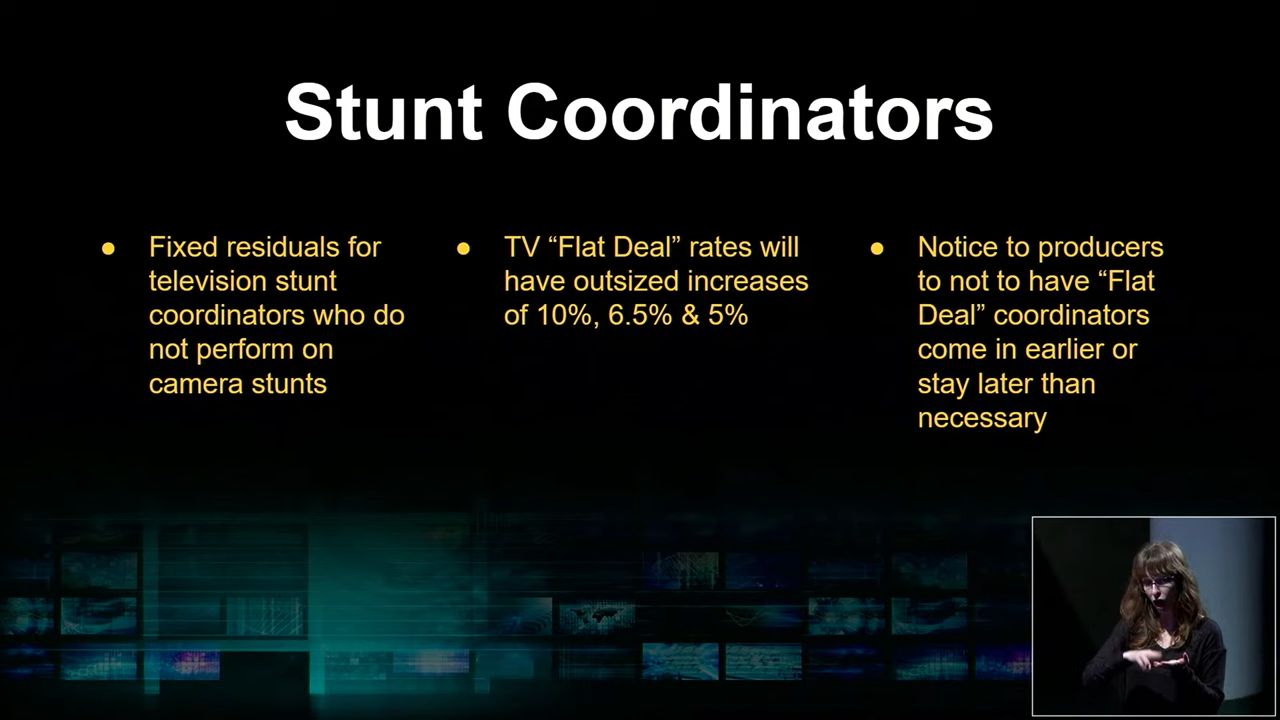 Stunt Coordinators
● Fixed residuals for
television stunt
coordinators who do
not perform on
camera stunts
● TV “Flat Deal” rates will
have outsized increases
of 10%, 6.5% & 5%
● Notice to producers
to not to have “Flat
Deal” coordinators
come in earlier or
stay later than
necessary